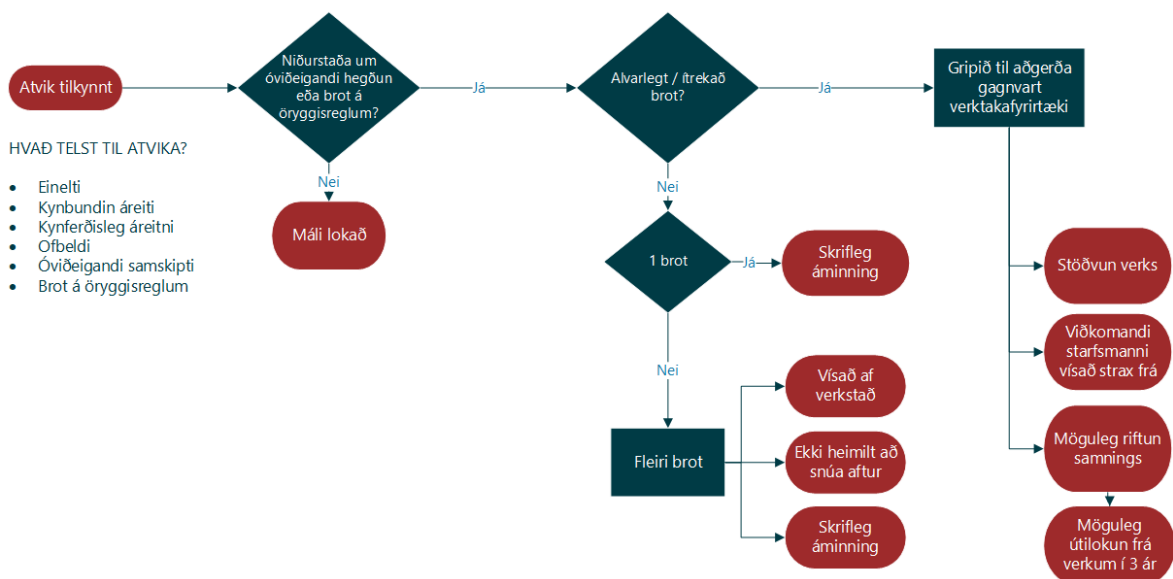 Atvik tilkynnt
Niðurstaða um
óviðeigandi hegðun
eða brot á
öryggisreglum?
Já
Alvarlegt / ítrekað
brot?
Já
Gripið til aðgerða
gagnvart
verktakafyrirtæki
HVAÐ TELST TIL ATVIKA?
• Einelti
• Kynbundin áreiti
• Kynferðisleg áreitni
• Ofbeldi
• Óviðeigandi samskipti
• Brot á öryggisreglum
Nei
Máli lokað
Nei
1 brot
Já
Skrifleg
áminning
Nei
Fleiri brot
Vísað af
verkstað
Ekki heimilt að
snúa aftur
Skrifleg
áminning
Stöðvun verks
Viðkomandi
starfsmanni
vísað strax frá
Möguleg riftun
samnings
Möguleg
útilokun frá
verkum í 3 ár